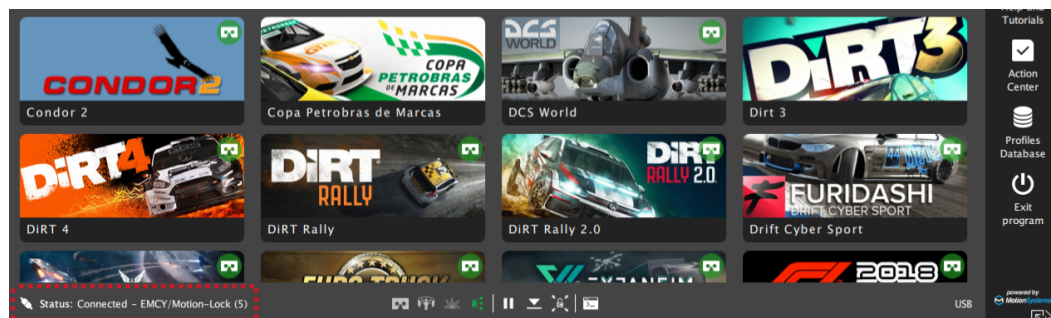 Help and
Tutorials
Action
Center
Profiles
Database
Exit
program
powered by
MotionSystems
DCS
WORLD
CONDOR2
COPA
PETROBRAS
DE MARCAS
DiRT3
Condor 2
Copa Petrobras de Marcas
DCS World
Dirt 3
DiRT4
DiRT
RALLY
DiRT
RALLY 2.0
FURIDASHI
DRIFT CYBER SPORT
DiRT 4
DiRT Rally
DiRT Rally 2.0
Drift Cyber Sport
EURO TRUCK
2018
Status: Connected - EMCY/Motion-Lock (5)
USB